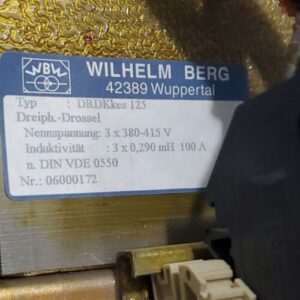 WBW WILHELM BERG
42389 Wuppertal
Typ : DRDKkes 125
Dreiph.-Drossel
Nennspannung: 3 x 380-415 V
Induktivität : 3 x 0,290 mH 100 A
n. DIN VDE 0550
Nr.: 06000172